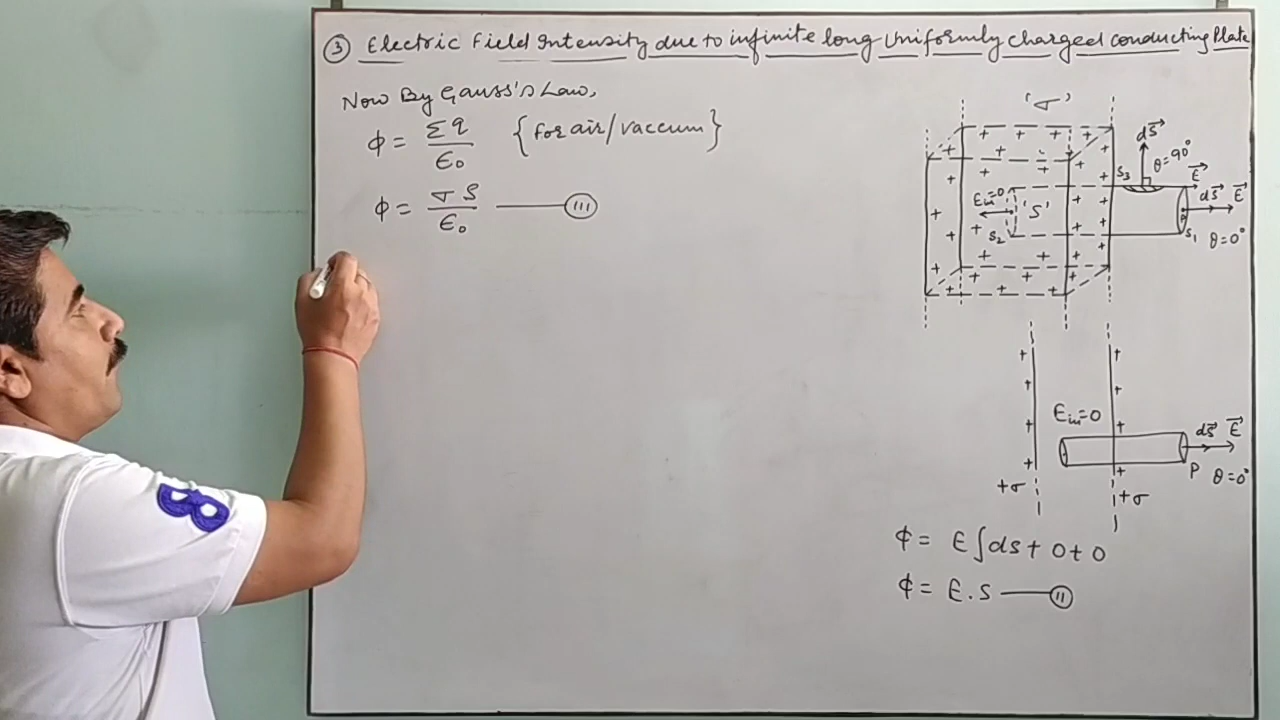 ③ Electric Field Intensity due to infinite long Uniformly charged conducting Plate
Now By Gauss's Law,
ϕ = Σq / ε₀ {for air/vaccum}
ϕ = σ S / ε₀ —— (III)
'σ'
dS→
θ=90°
S₃
E→
dS→ E→
Ein=0
'S'
P
S₂
S₁
θ=0°
Ein=0
dS→ E→
P
θ=0°
+σ
+σ
ϕ = E∫ds + 0 + 0
ϕ = E.S —— (II)
B